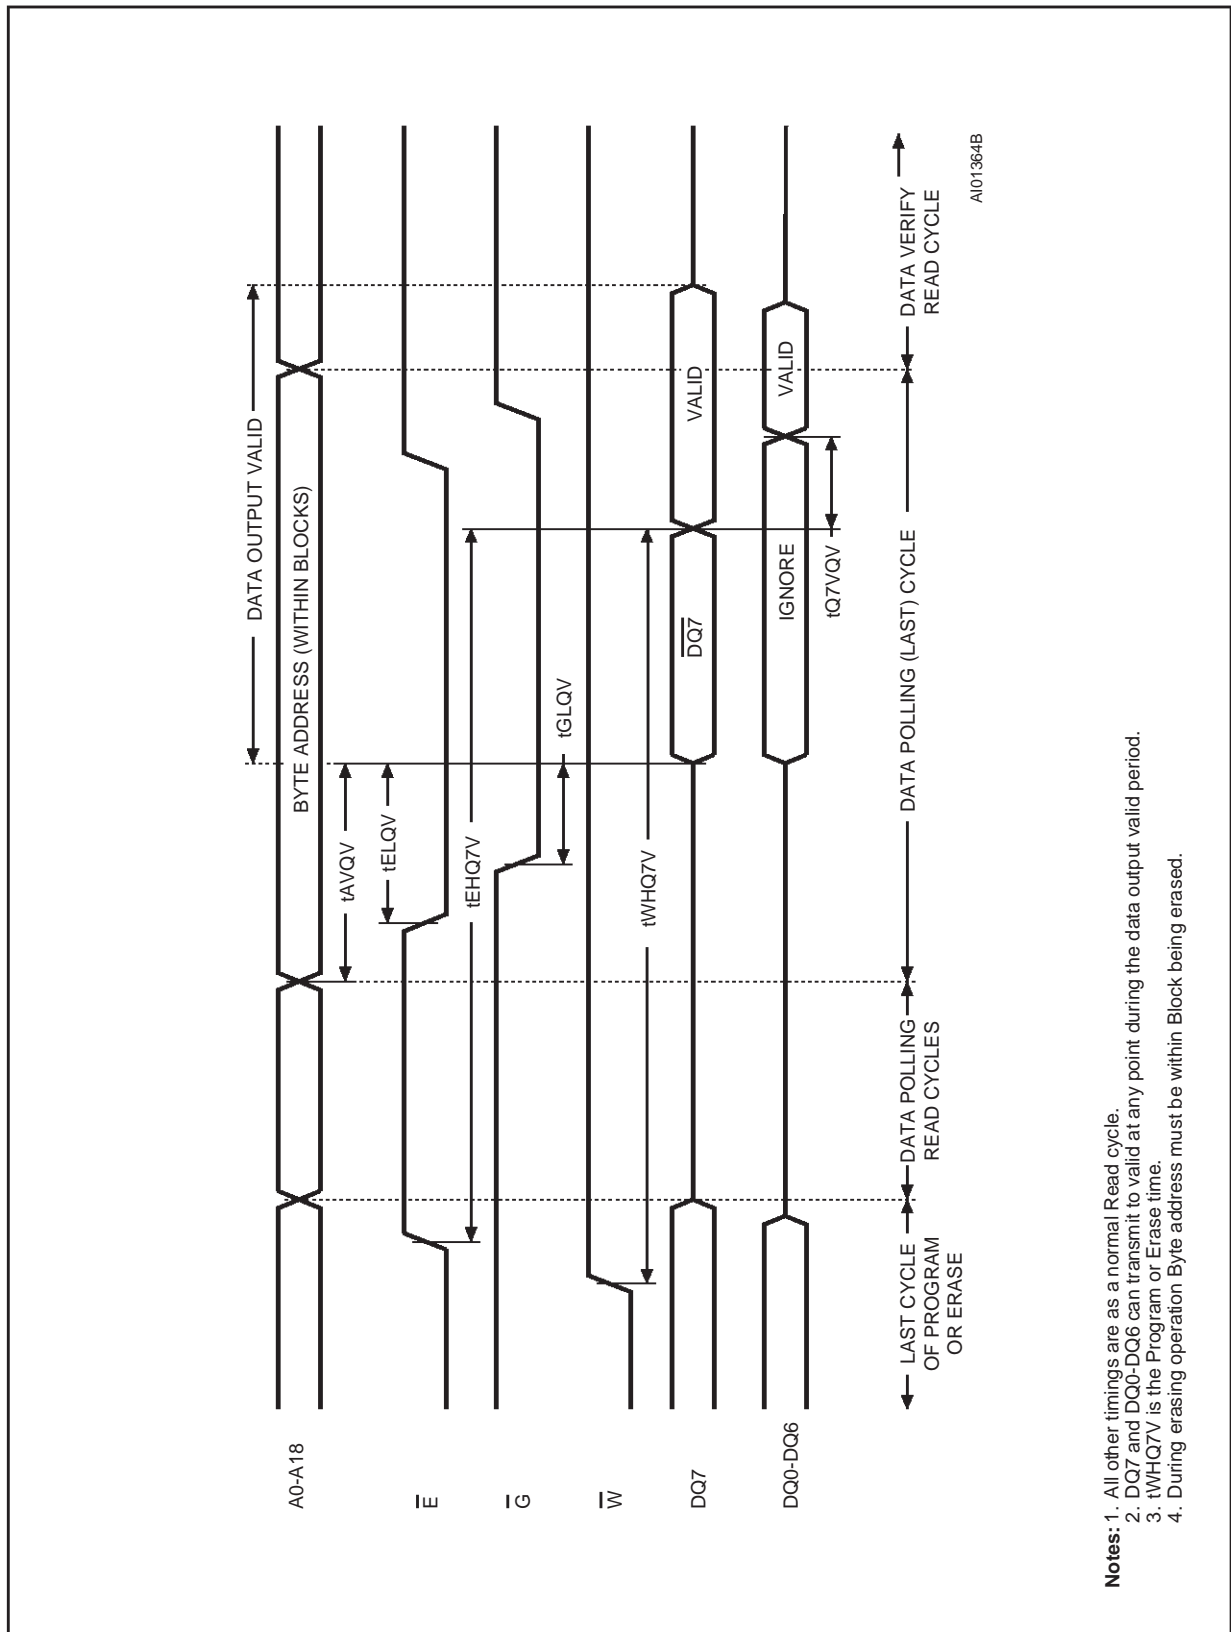 DATA OUTPUT VALID
A0-A18
BYTE ADDRESS (WITHIN BLOCKS)
tAVQV
tELQV
E̅
tEHQ7V
G̅
tGLQV
W̅
tWHQ7V
DQ7
D̅Q̅7̅
VALID
DQ0-DQ6
IGNORE
VALID
tQ7VQV
LAST CYCLE
OF PROGRAM
OR ERASE
DATA POLLING
READ CYCLES
DATA POLLING (LAST) CYCLE
DATA VERIFY
READ CYCLE
AI01364B
Notes: 1. All other timings are as a normal Read cycle.
2. DQ7 and DQ0-DQ6 can transmit to valid at any point during the data output valid period.
3. tWHQ7V is the Program or Erase time.
4. During erasing operation Byte address must be within Block being erased.